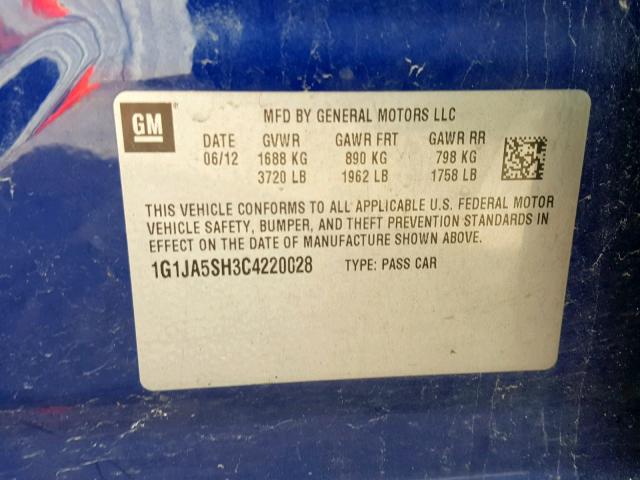 GM
MFD BY GENERAL MOTORS LLC
DATE GVWR GAWR FRT GAWR RR
06/12 1688 KG 890 KG 798 KG
3720 LB 1962 LB 1758 LB
THIS VEHICLE CONFORMS TO ALL APPLICABLE U.S. FEDERAL MOTOR
VEHICLE SAFETY, BUMPER, AND THEFT PREVENTION STANDARDS IN
EFFECT ON THE DATE OF MANUFACTURE SHOWN ABOVE.
1G1JA5SH3C4220028 TYPE: PASS CAR